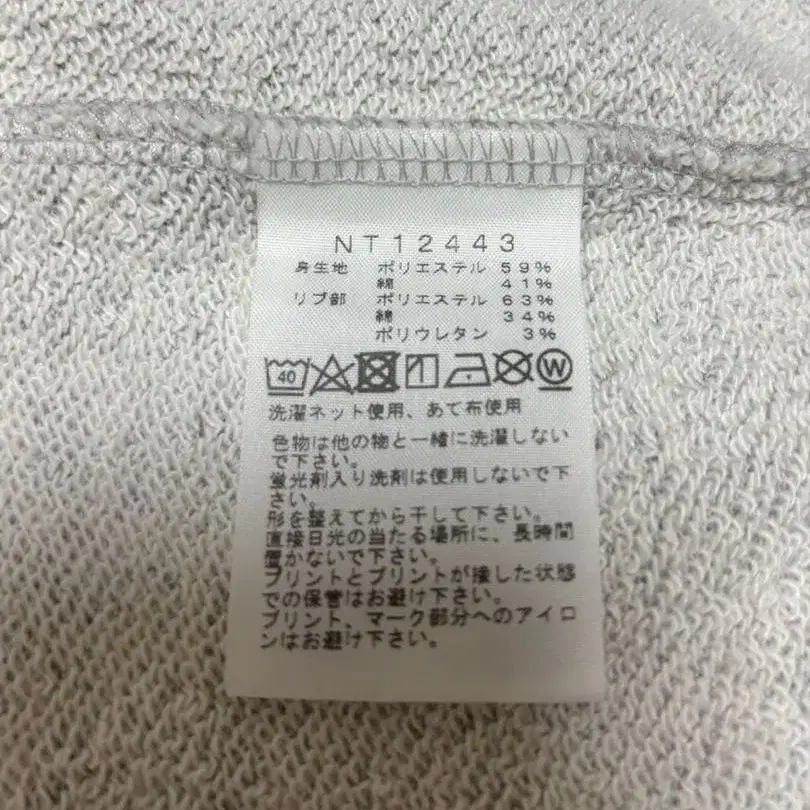 NT12443
身生地 ポリエステル 59%
綿 41%
リブ部 ポリエステル 63%
綿 34%
ポリウレタン 3%
40 W
洗濯ネット使用、あて布使用
色物は他の物と一緒に洗濯しない
で下さい。
蛍光剤入り洗剤は使用しないで下
さい。
形を整えてから干して下さい。
直接日光の当たる場所に、長時間
置かないで下さい。
プリントとプリントが接した状態
での保管はお避け下さい。
プリント、マーク部分へのアイロ
ンはお避け下さい。